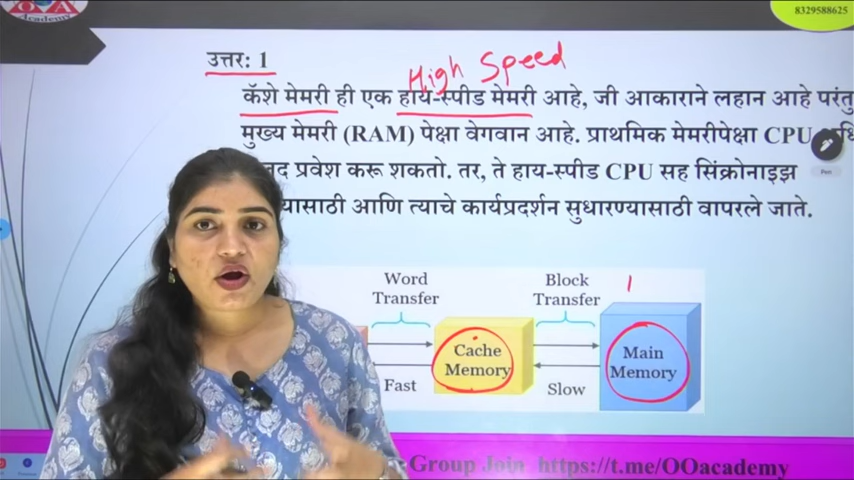 Academy
8329588625
उत्तर: 1
High Speed
कॅशे मेमरी ही एक हाय-स्पीड मेमरी आहे, जी आकाराने लहान आहे परंतु
मुख्य मेमरी (RAM) पेक्षा वेगवान आहे. प्राथमिक मेमरीपेक्षा CPU
प्रवेश करू शकतो. तर, ते हाय-स्पीड CPU सह सिंक्रोनाइझ
आणि त्याचे कार्यप्रदर्शन सुधारण्यासाठी वापरले जाते.
Pen
Word
Transfer
Block
Transfer
Cache
Memory
Main
Memory
Fast
Slow
Group Join https://t.me/OOacademy